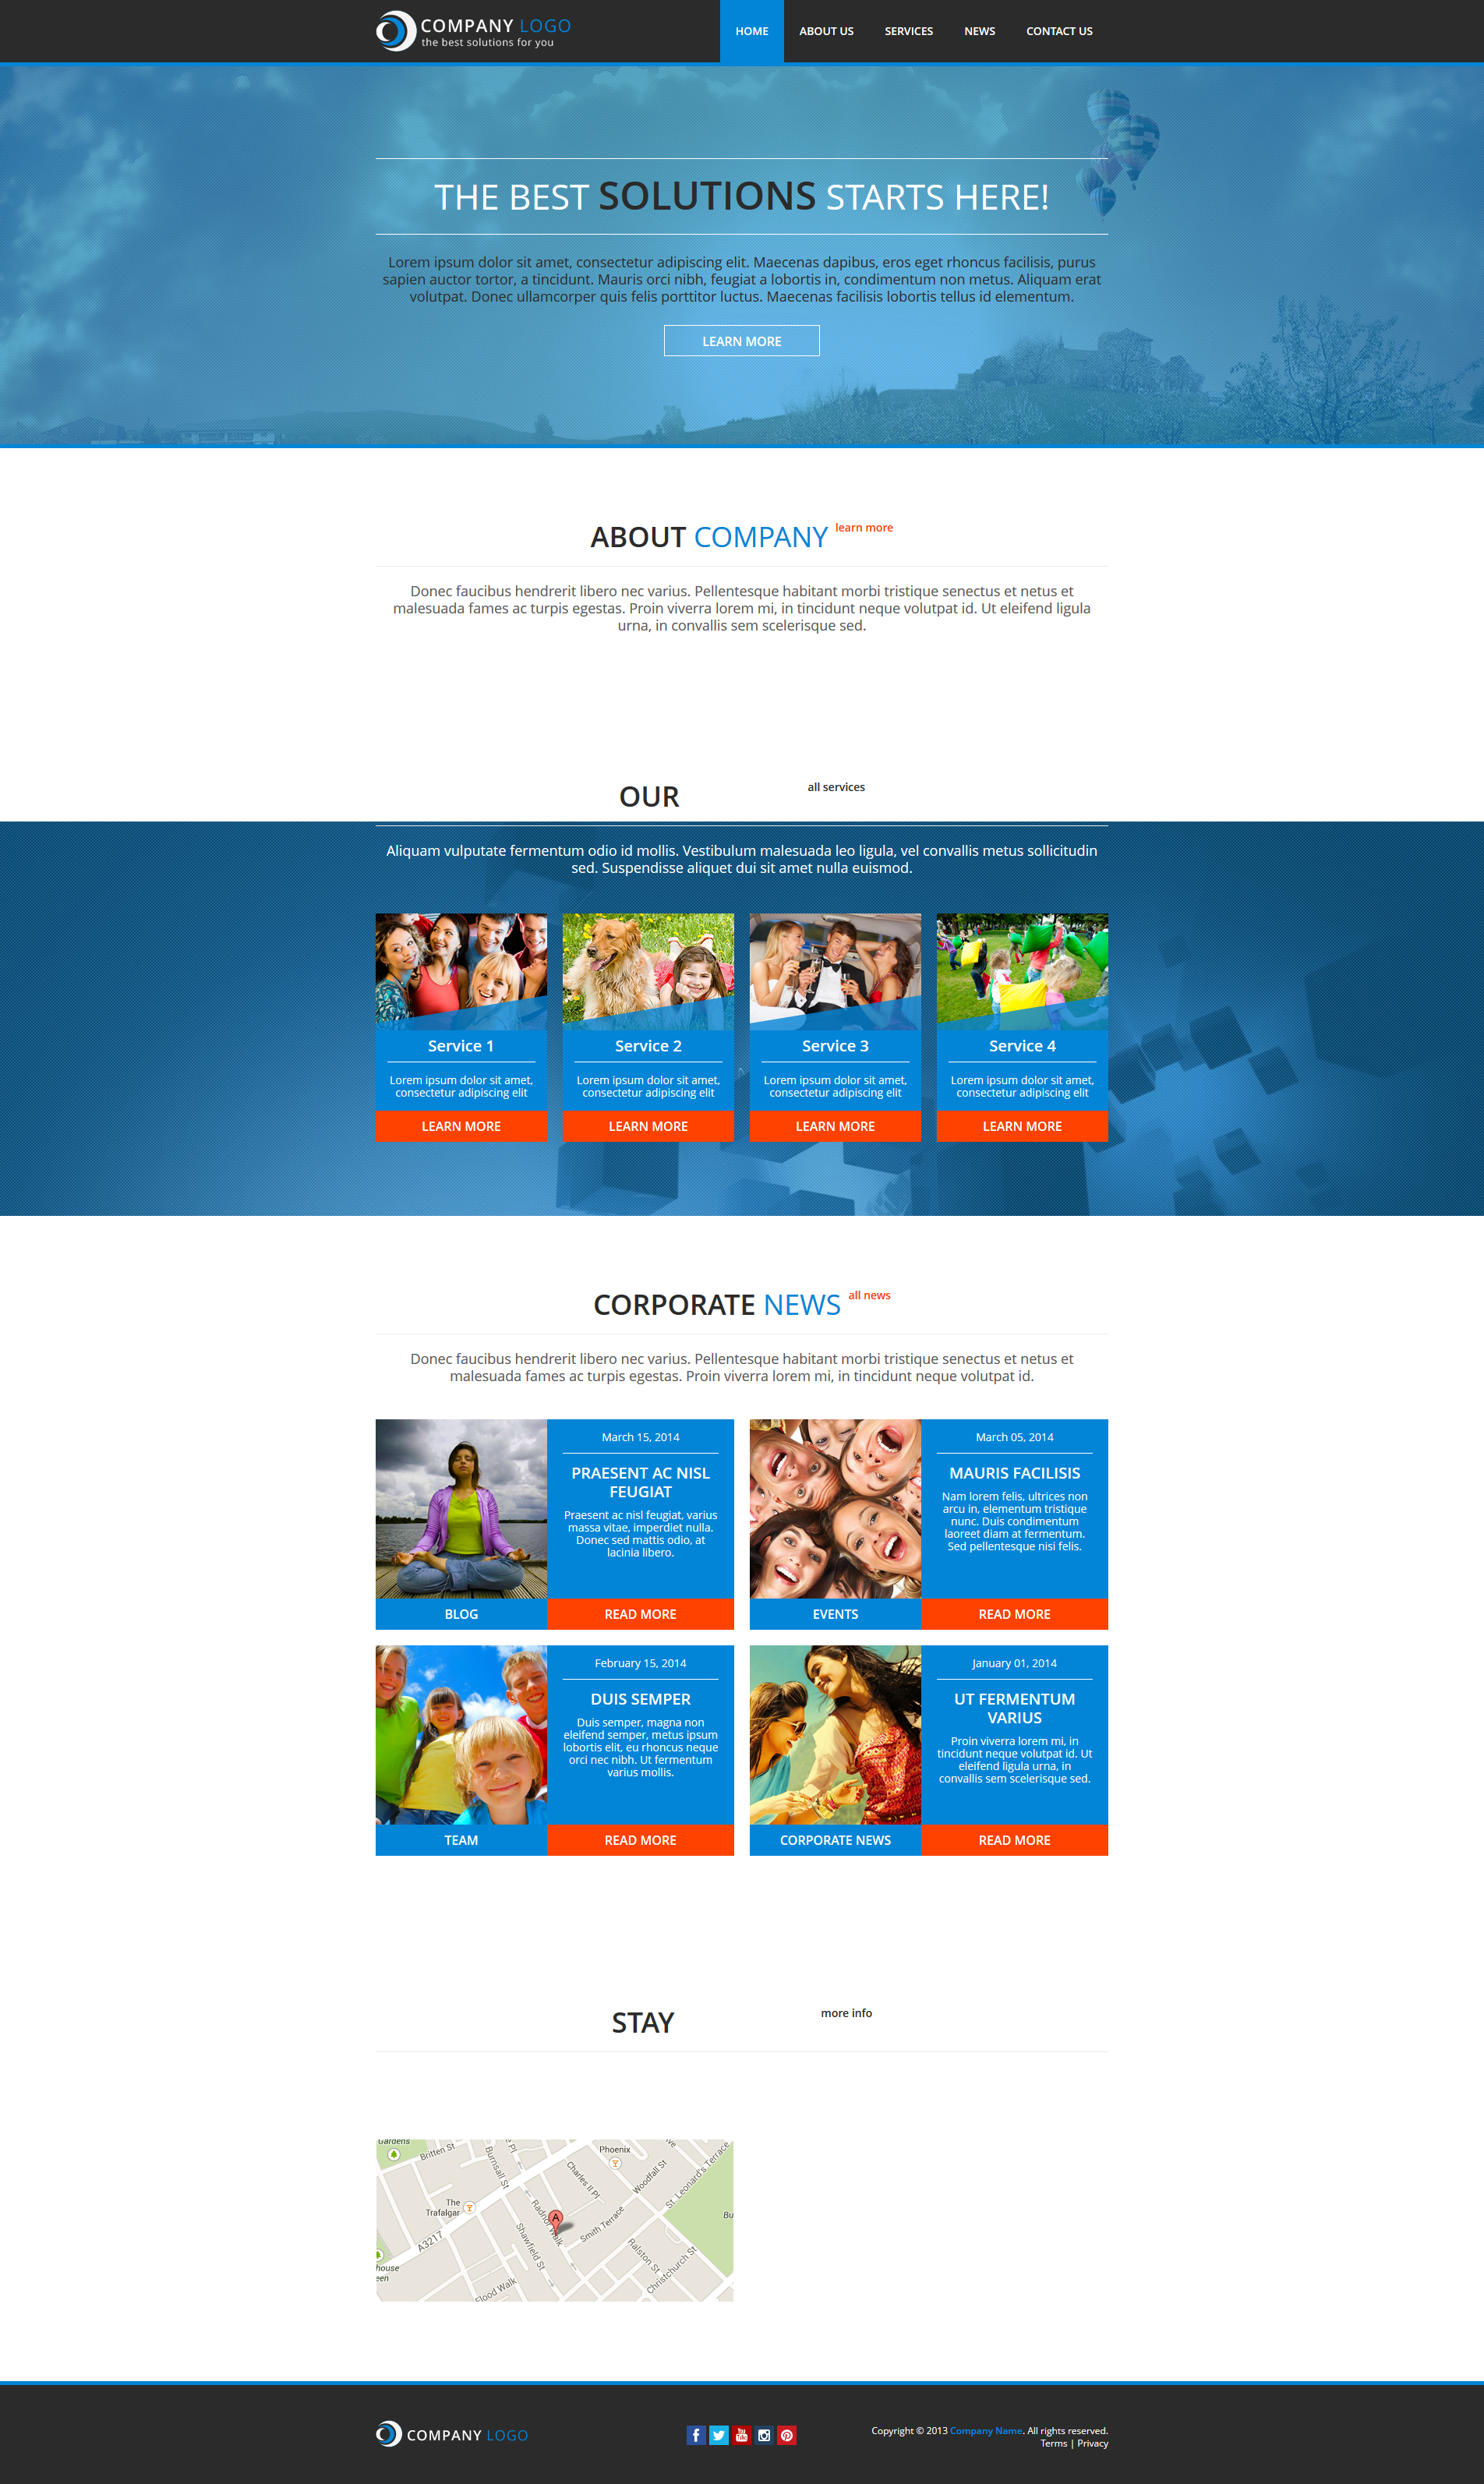 COMPANY LOGO
the best solutions for you
HOME ABOUT US SERVICES NEWS CONTACT US
THE BEST SOLUTIONS STARTS HERE!
Lorem ipsum dolor sit amet, consectetur adipiscing elit. Maecenas dapibus, eros eget rhoncus facilisis, purus
sapien auctor tortor, a tincidunt. Mauris orci nibh, feugiat a lobortis in, condimentum non metus. Aliquam erat
volutpat. Donec ullamcorper quis felis porttitor luctus. Maecenas facilisis lobortis tellus id elementum.
LEARN MORE
ABOUT COMPANY learn more
Donec faucibus hendrerit libero nec varius. Pellentesque habitant morbi tristique senectus et netus et
malesuada fames ac turpis egestas. Proin viverra lorem mi, in tincidunt neque volutpat id. Ut eleifend ligula
urna, in convallis sem scelerisque sed.
OUR all services
Aliquam vulputate fermentum odio id mollis. Vestibulum malesuada leo ligula, vel convallis metus sollicitudin
sed. Suspendisse aliquet dui sit amet nulla euismod.
Service 1
Lorem ipsum dolor sit amet,
consectetur adipiscing elit
LEARN MORE
Service 2
Lorem ipsum dolor sit amet,
consectetur adipiscing elit
LEARN MORE
Service 3
Lorem ipsum dolor sit amet,
consectetur adipiscing elit
LEARN MORE
Service 4
Lorem ipsum dolor sit amet,
consectetur adipiscing elit
LEARN MORE
CORPORATE NEWS all news
Donec faucibus hendrerit libero nec varius. Pellentesque habitant morbi tristique senectus et netus et
malesuada fames ac turpis egestas. Proin viverra lorem mi, in tincidunt neque volutpat id.
March 15, 2014
PRAESENT AC NISL
FEUGIAT
Praesent ac nisl feugiat, varius
massa vitae, imperdiet nulla.
Donec sed mattis odio, at
lacinia libero.
BLOG
READ MORE
March 05, 2014
MAURIS FACILISIS
Nam lorem felis, ultrices non
arcu in, elementum tristique
nunc. Duis condimentum
laoreet diam at fermentum.
Sed pellentesque nisi felis.
EVENTS
READ MORE
February 15, 2014
DUIS SEMPER
Duis semper, magna non
eleifend semper, metus ipsum
lobortis elit, eu rhoncus neque
orci nec nibh. Ut fermentum
varius mollis.
TEAM
READ MORE
January 01, 2014
UT FERMENTUM
VARIUS
Proin viverra lorem mi, in
tincidunt neque volutpat id. Ut
eleifend ligula urna, in
convallis sem scelerisque sed.
CORPORATE NEWS
READ MORE
STAY more info
Gardens
Britten St
Burnsall St
Phoenix
Charles II Pl
Woodfall St
St. Leonard's Terrace
The
Trafalgar
Radnor Walk
A
Smith Terrace
A3217
Shawfield St
Ralston St
Christchurch St
Flood Walk
house
COMPANY LOGO
You
Tube
Copyright © 2013 Company Name. All rights reserved.
Terms | Privacy